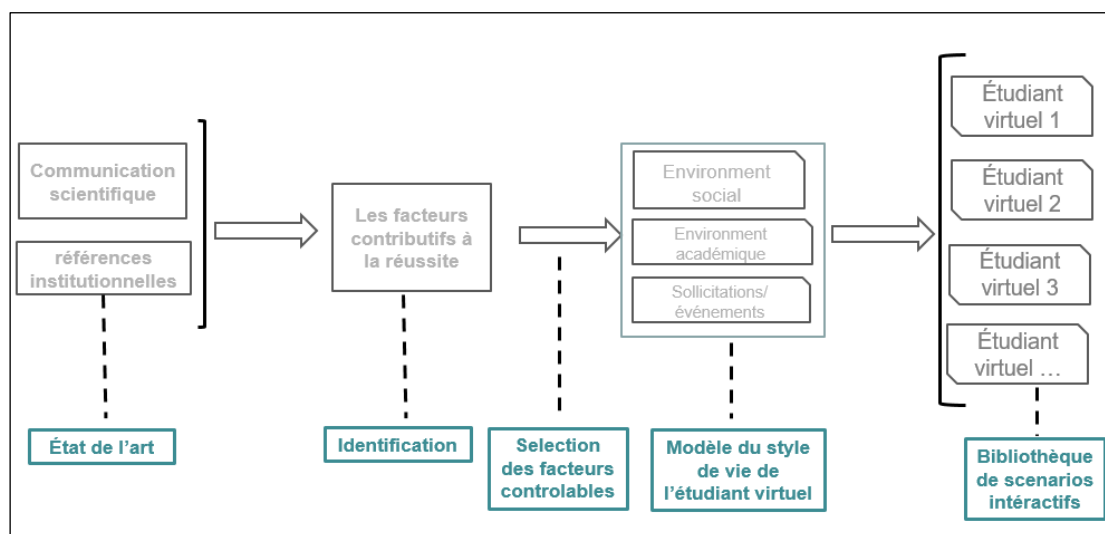 Communication
scientifique
références
institutionnelles
Les facteurs
contributifs à
la réussite
Environment
social
Environment
académique
Sollicitations/
événements
Étudiant
virtuel 1
Étudiant
virtuel 2
Étudiant
virtuel 3
Étudiant
virtuel …
État de l’art
Identification
Selection
des facteurs
controlables
Modèle du style
de vie de
l’étudiant virtuel
Bibliothèque
de scenarios
intéractifs